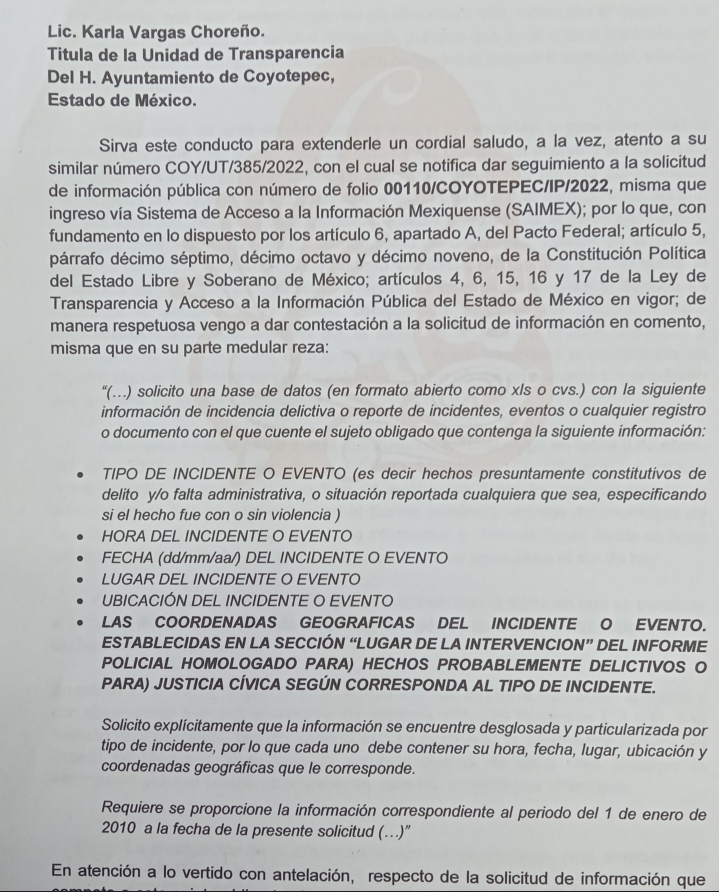 Lic. Karla Vargas Choreño.
Titula de la Unidad de Transparencia
Del H. Ayuntamiento de Coyotepec,
Estado de México.
Sirva este conducto para extenderle un cordial saludo, a la vez, atento a su
similar número COY/UT/385/2022, con el cual se notifica dar seguimiento a la solicitud
de información pública con número de folio 00110/COYOTEPEC/IP/2022, misma que
ingreso vía Sistema de Acceso a la Información Mexiquense (SAIMEX); por lo que, con
fundamento en lo dispuesto por los artículo 6, apartado A, del Pacto Federal; artículo 5,
párrafo décimo séptimo, décimo octavo y décimo noveno, de la Constitución Política
del Estado Libre y Soberano de México; artículos 4, 6, 15, 16 y 17 de la Ley de
Transparencia y Acceso a la Información Pública del Estado de México en vigor; de
manera respetuosa vengo a dar contestación a la solicitud de información en comento,
misma que en su parte medular reza:
“(…) solicito una base de datos (en formato abierto como xls o cvs.) con la siguiente
información de incidencia delictiva o reporte de incidentes, eventos o cualquier registro
o documento con el que cuente el sujeto obligado que contenga la siguiente información:
• TIPO DE INCIDENTE O EVENTO (es decir hechos presuntamente constitutivos de
delito y/o falta administrativa, o situación reportada cualquiera que sea, especificando
si el hecho fue con o sin violencia )
• HORA DEL INCIDENTE O EVENTO
• FECHA (dd/mm/aa/) DEL INCIDENTE O EVENTO
• LUGAR DEL INCIDENTE O EVENTO
• UBICACIÓN DEL INCIDENTE O EVENTO
• LAS COORDENADAS GEOGRAFICAS DEL INCIDENTE O EVENTO.
ESTABLECIDAS EN LA SECCIÓN “LUGAR DE LA INTERVENCION” DEL INFORME
POLICIAL HOMOLOGADO PARA) HECHOS PROBABLEMENTE DELICTIVOS O
PARA) JUSTICIA CÍVICA SEGÚN CORRESPONDA AL TIPO DE INCIDENTE.
Solicito explícitamente que la información se encuentre desglosada y particularizada por
tipo de incidente, por lo que cada uno debe contener su hora, fecha, lugar, ubicación y
coordenadas geográficas que le corresponde.
Requiere se proporcione la información correspondiente al periodo del 1 de enero de
2010 a la fecha de la presente solicitud (…)”
En atención a lo vertido con antelación, respecto de la solicitud de información que